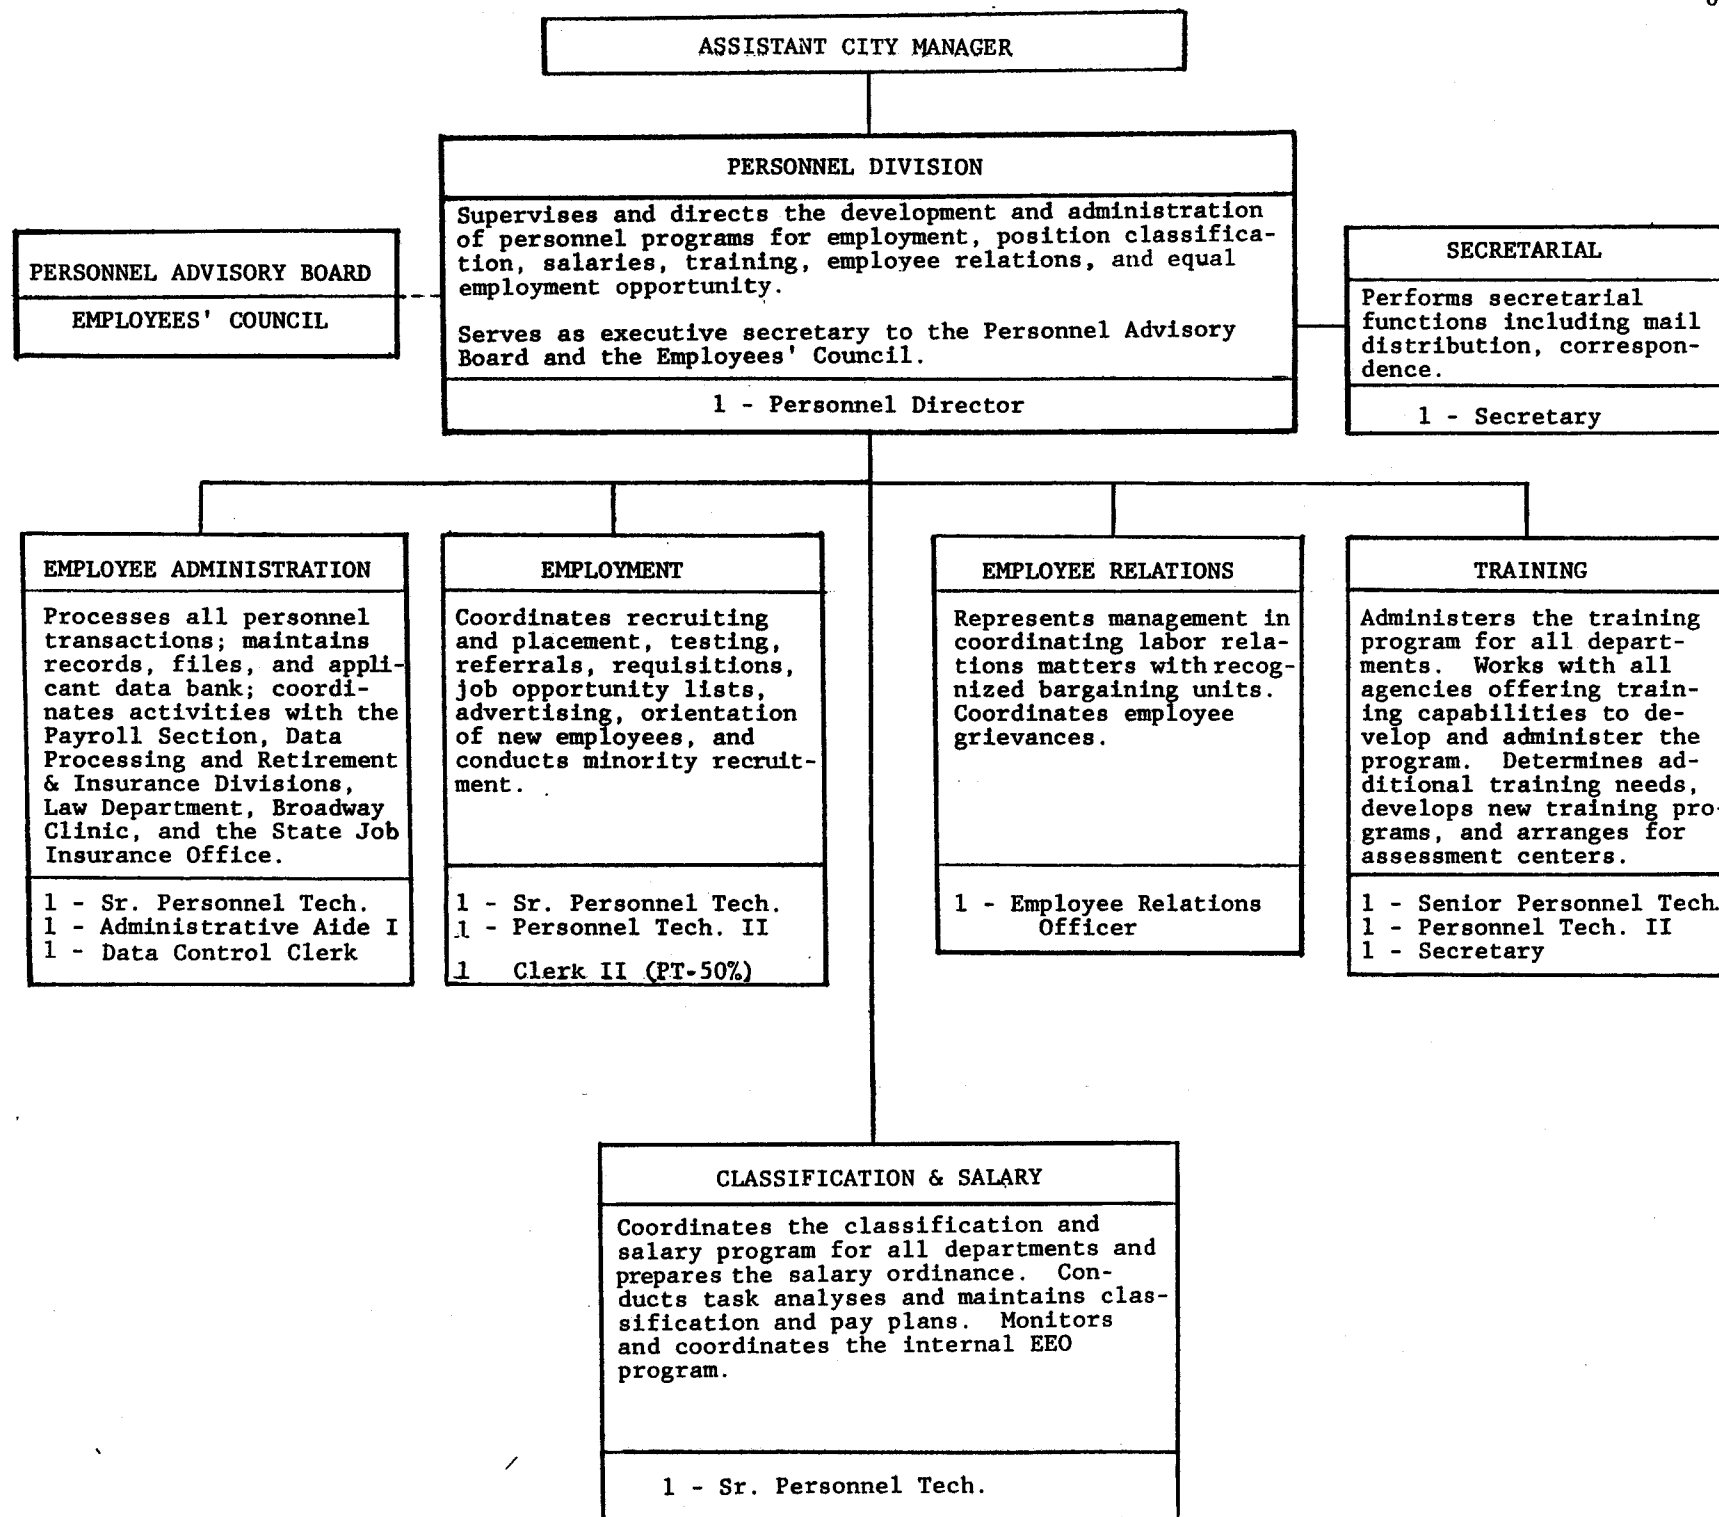 ASSISTANT CITY MANAGER
PERSONNEL DIVISION
Supervises and directs the development and administration
of personnel programs for employment, position classifica-
tion, salaries, training, employee relations, and equal
employment opportunity.
Serves as executive secretary to the Personnel Advisory
Board and the Employees' Council.
1 - Personnel Director
PERSONNEL ADVISORY BOARD
EMPLOYEES' COUNCIL
SECRETARIAL
Performs secretarial
functions including mail
distribution, correspon-
dence.
1 - Secretary
EMPLOYEE ADMINISTRATION
Processes all personnel
transactions; maintains
records, files, and appli-
cant data bank; coordi-
nates activities with the
Payroll Section, Data
Processing and Retirement
& Insurance Divisions,
Law Department, Broadway
Clinic, and the State Job
Insurance Office.
1 - Sr. Personnel Tech.
1 - Administrative Aide I
1 - Data Control Clerk
EMPLOYMENT
Coordinates recruiting
and placement, testing,
referrals, requisitions,
job opportunity lists,
advertising, orientation
of new employees, and
conducts minority recruit-
ment.
1 - Sr. Personnel Tech.
1 - Personnel Tech. II
1 Clerk II (PT-50%)
EMPLOYEE RELATIONS
Represents management in
coordinating labor rela-
tions matters with recog-
nized bargaining units.
Coordinates employee
grievances.
1 - Employee Relations
Officer
TRAINING
Administers the training
program for all depart-
ments. Works with all
agencies offering train-
ing capabilities to de-
velop and administer the
program. Determines ad-
ditional training needs,
develops new training pro-
grams, and arranges for
assessment centers.
1 - Senior Personnel Tech.
1 - Personnel Tech. II
1 - Secretary
CLASSIFICATION & SALARY
Coordinates the classification and
salary program for all departments and
prepares the salary ordinance. Con-
ducts task analyses and maintains clas-
sification and pay plans. Monitors
and coordinates the internal EEO
program.
1 - Sr. Personnel Tech.